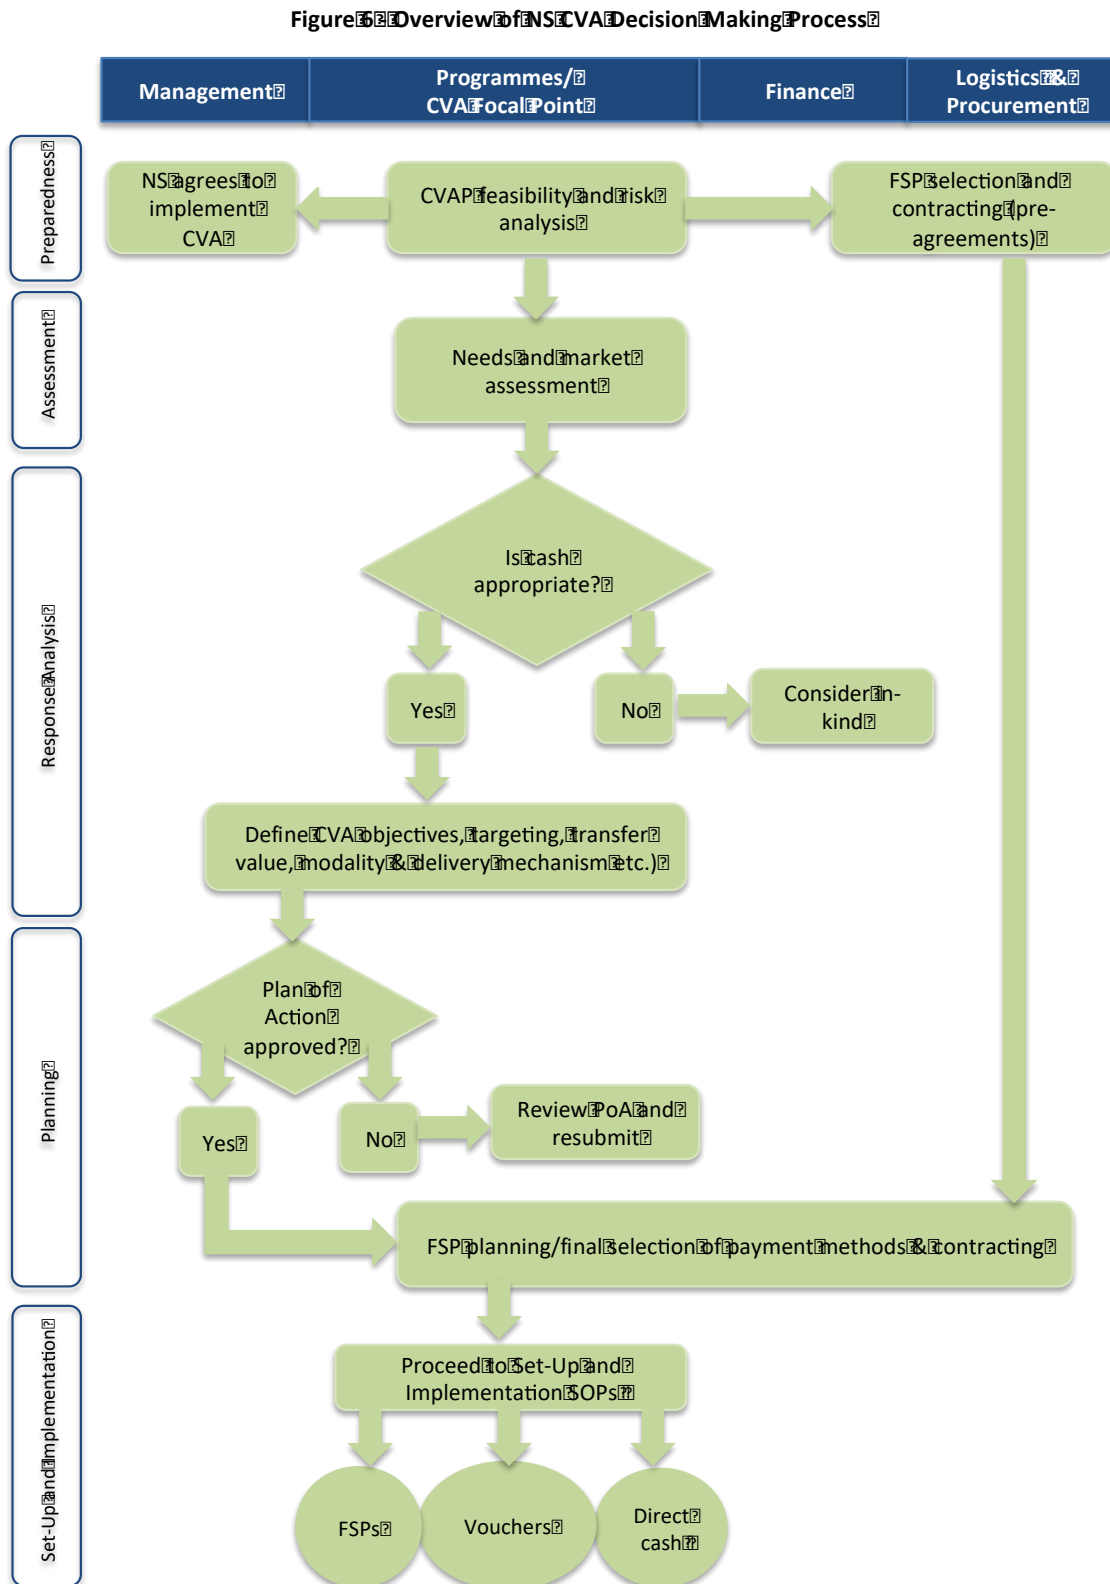 Figure 6 - Overview of NS CVA Decision Making Process
Management
Programmes/
CVA Focal Point
Finance
Logistics &
Procurement
Preparedness
NS agrees to
implement
CVA
CVAP feasibility and risk
analysis
FSP selection and
contracting (pre-
agreements)
Assessment
Needs and market
assessment
Response Analysis
Is cash
appropriate?
Yes
No
Consider in-
kind
Define CVA objectives, targeting, transfer
value, modality & delivery mechanism etc.)
Planning
Plan of
Action
approved?
Yes
No
Review PoA and
resubmit
FSP planning/final selection of payment methods & contracting
Set-Up and Implementation
Proceed to Set-Up and
Implementation SOPs
FSPs
Vouchers
Direct
cash